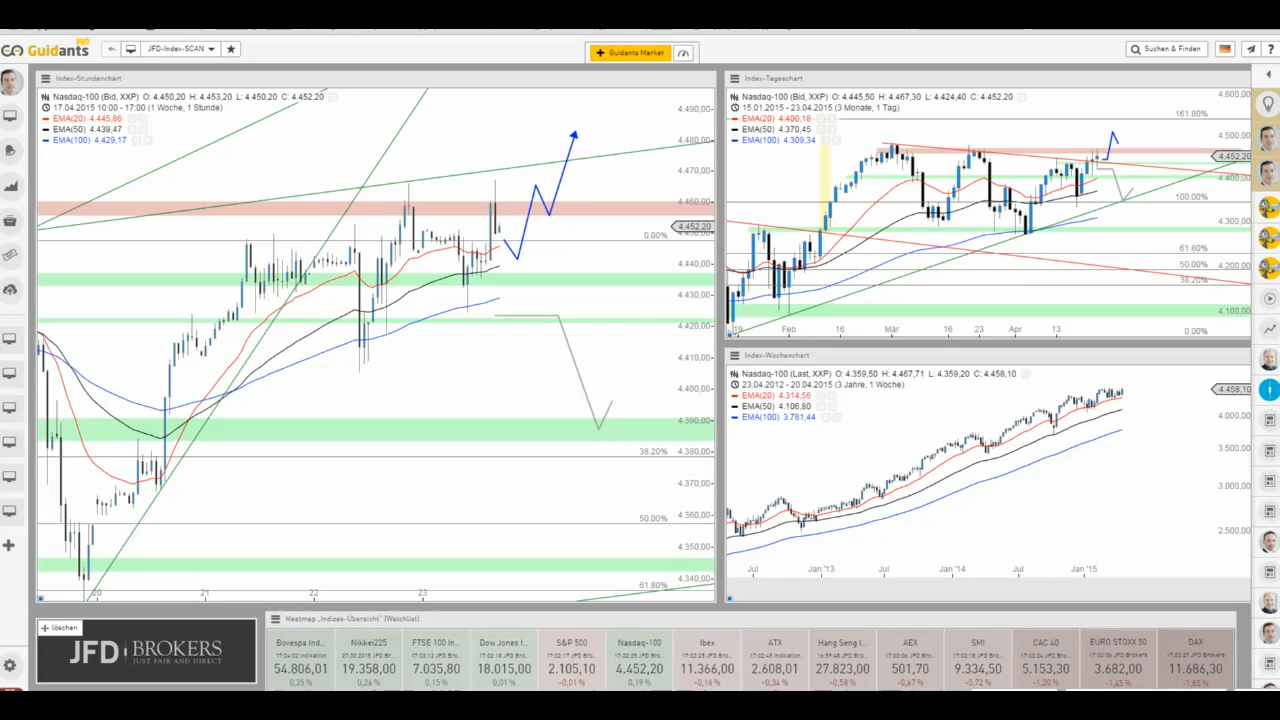 Guidants PRO
JFD-Index-SCAN
Guidants Market
Suchen & Finden
?
Index-Stundenchart
Nasdaq-100 (Bid, XXP) O: 4.450,20 H: 4.453,20 L: 4.450,20 C: 4.452,20
17.04.2015 10:00 - 17:00 (1 Woche, 1 Stunde)
EMA(20) 4.445,86
EMA(50) 4.439,47
EMA(100) 4.429,17
4.490,00
4.480,00
4.470,00
4.460,00
4.452,20
0.00%
4.440,00
4.430,00
4.420,00
4.410,00
4.400,00
4.390,00
38.20%
4.380,00
4.370,00
4.360,00
50.00%
4.350,00
4.340,00
61.80%
20 21 22 23
Index-Tageschart
Nasdaq-100 (Bid, XXP) O: 4.445,50 H: 4.467,30 L: 4.424,40 C: 4.452,20
15.01.2015 - 23.04.2015 (3 Monate, 1 Tag)
EMA(20) 4.400,18
EMA(50) 4.370,45
EMA(100) 4.309,34
4.600,00
161.80%
4.500,00
4.452,20
4.400,00
100.00%
4.300,00
61.80%
50.00%
4.200,00
38.20%
4.100,00
0.00%
19 Feb 16 Mär 16 23 Apr 13
Index-Wochenchart
Nasdaq-100 (Last, XXP) O: 4.359,50 H: 4.467,71 L: 4.359,20 C: 4.458,10
23.04.2012 - 20.04.2015 (3 Jahre, 1 Woche)
EMA(20) 4.314,56
EMA(50) 4.106,80
EMA(100) 3.781,44
4.458,10
4.000,00
3.500,00
3.000,00
2.500,00
Jul Jan '13 Jul Jan '14 Jul Jan '15
löschen
JFD BROKERS
JUST FAIR AND DIRECT
Heatmap „Indizes-Übersicht" (Watchlist)
Bovespa Ind... Nikkei225 FTSE 100 In... Dow Jones I... S&P 500 Nasdaq-100 Ibex ATX Hang Seng I... AEX SMI CAC 40 EURO STOXX 50 DAX
54.806,01 19.358,00 7.035,80 18.015,00 2.105,10 4.452,20 11.366,00 2.608,01 27.823,00 501,70 9.334,50 5.153,30 3.682,00 11.686,30
0,35% 0,26% 0,15% 0,01% -0,01% 0,19% -0,16% -0,34% -0,58% -0,67% -0,72% -1,20% -1,45% -1,85%